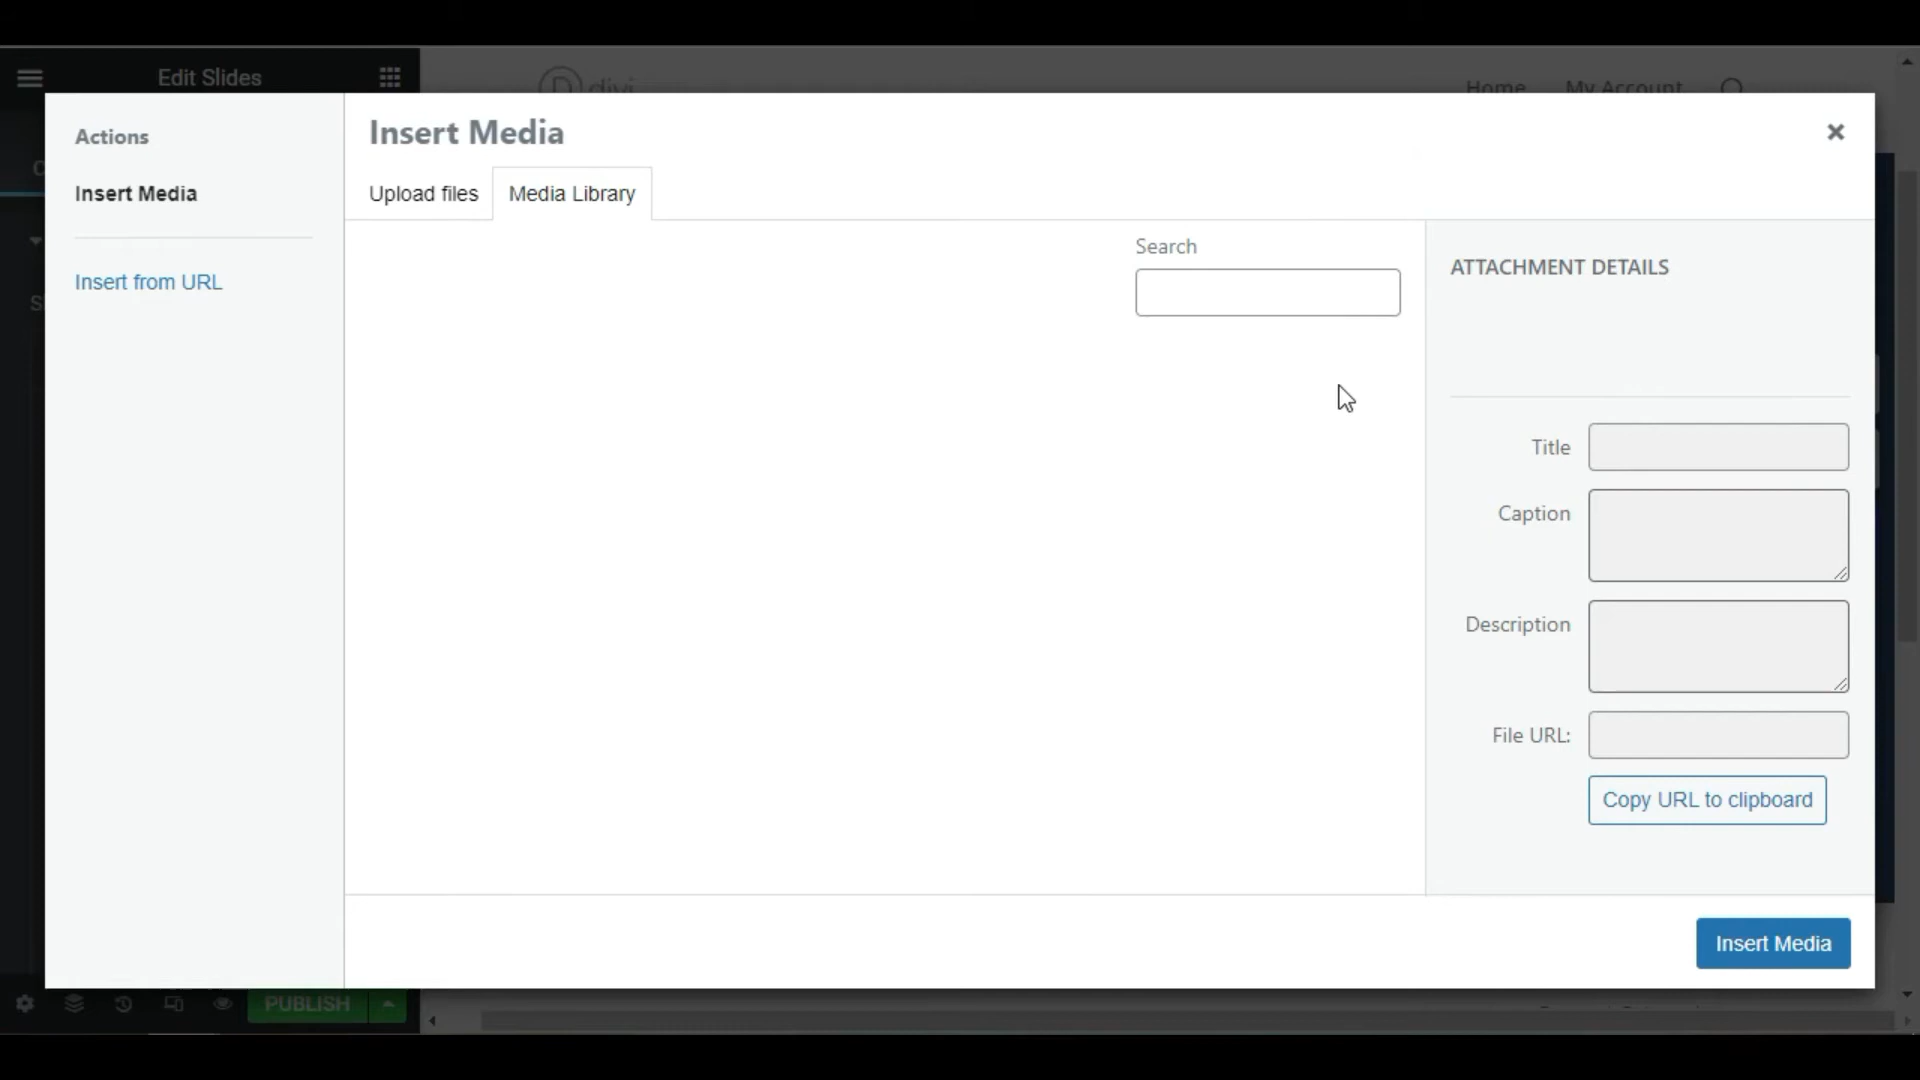 Edit Slides
divi
Home
My Account
Actions
Insert Media
Insert from URL
Insert Media
Upload files
Media Library
Search
ATTACHMENT DETAILS
Title
Caption
Description
File URL:
Copy URL to clipboard
Insert Media
PUBLISH